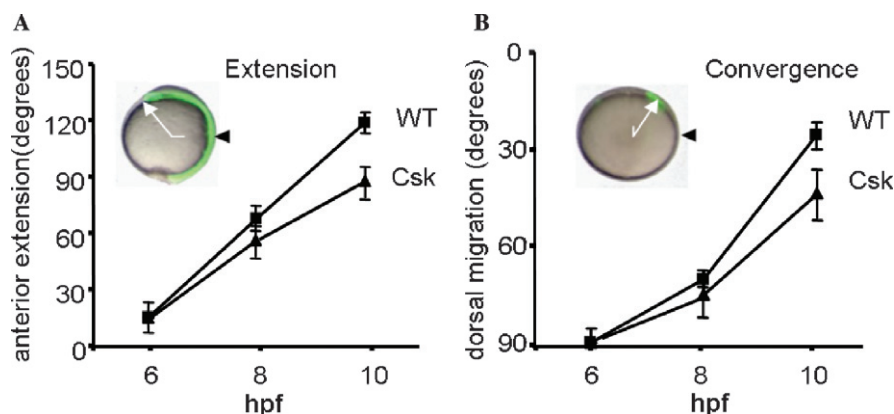 A
Extension
anterior extension(degrees)
150
120
90
60
30
0
WT
Csk
6 8 10
hpf
B
Convergence
dorsal migration (degrees)
0
30
60
90
WT
Csk
6 8 10
hpf